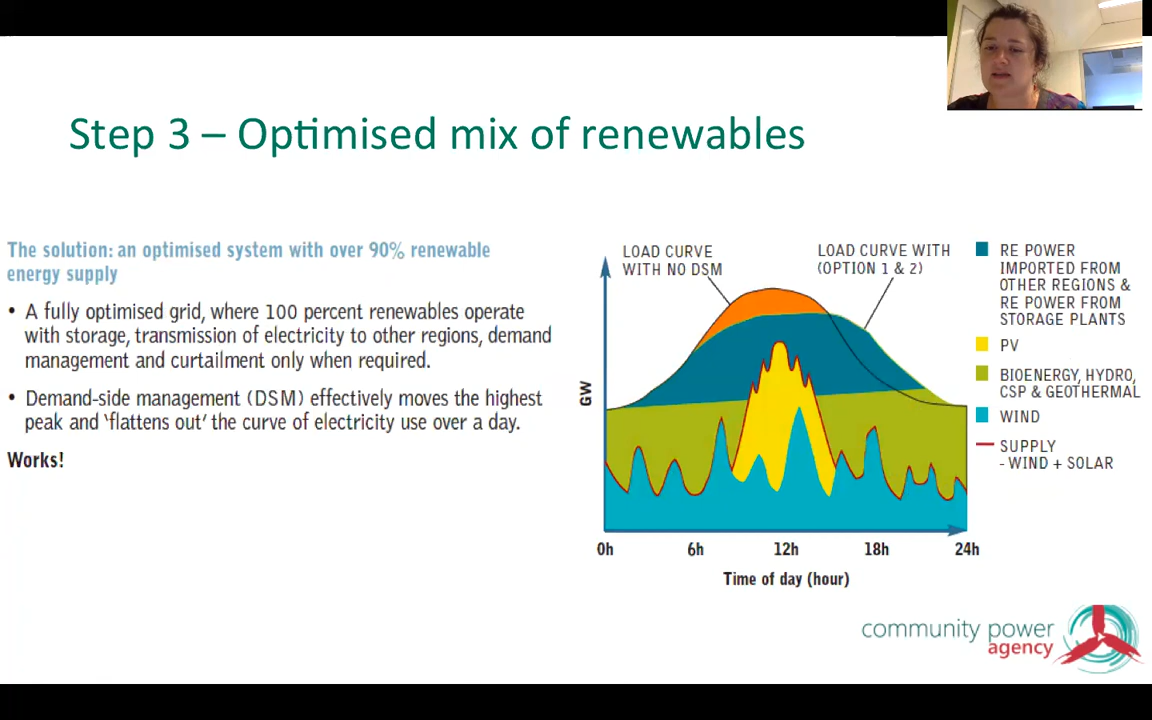 Step 3 – Optimised mix of renewables
The solution: an optimised system with over 90% renewable
energy supply
• A fully optimised grid, where 100 percent renewables operate
with storage, transmission of electricity to other regions, demand
management and curtailment only when required.
• Demand-side management (DSM) effectively moves the highest
peak and 'flattens out' the curve of electricity use over a day.
Works!
LOAD CURVE
WITH NO DSM
LOAD CURVE WITH
(OPTION 1 & 2)
GW
0h 6h 12h 18h 24h
Time of day (hour)
RE POWER
IMPORTED FROM
OTHER REGIONS &
RE POWER FROM
STORAGE PLANTS
PV
BIOENERGY, HYDRO,
CSP & GEOTHERMAL
WIND
SUPPLY
- WIND + SOLAR
community power
agency